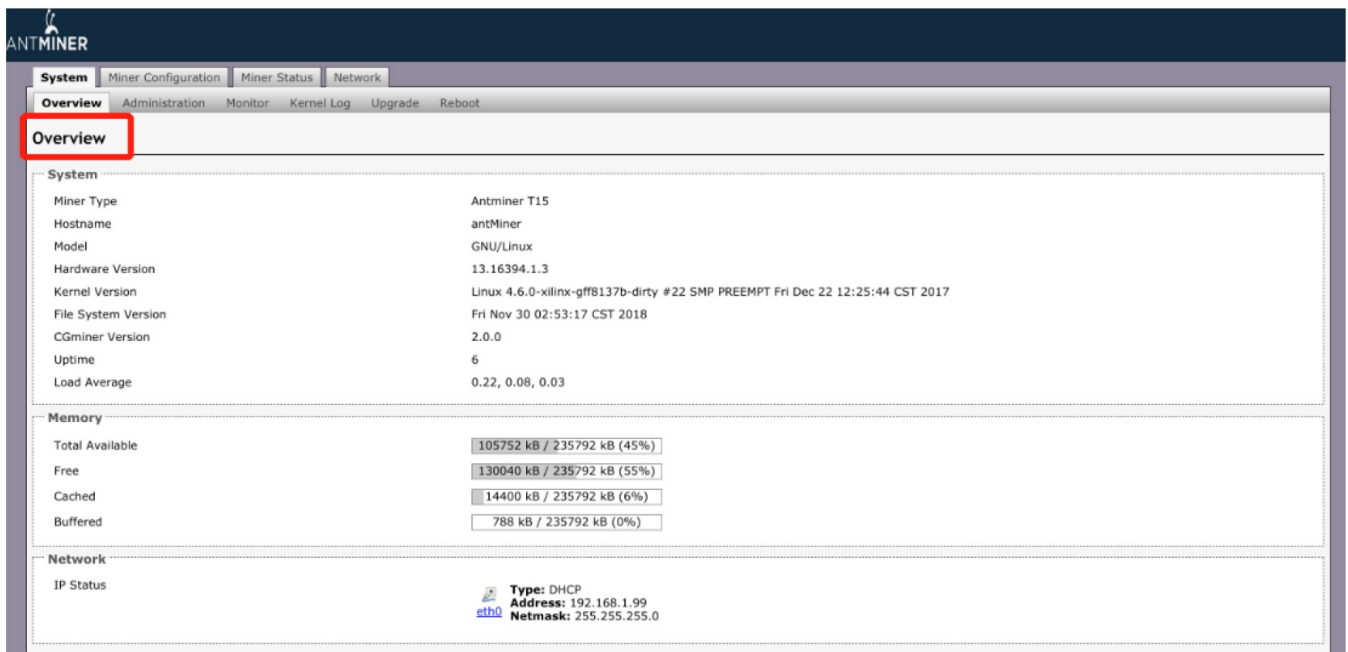 ANTMINER
System Miner Configuration Miner Status Network
Overview Administration Monitor Kernel Log Upgrade Reboot
Overview
System
Miner Type Antminer T15
Hostname antMiner
Model GNU/Linux
Hardware Version 13.16394.1.3
Kernel Version Linux 4.6.0-xilinx-gff8137b-dirty #22 SMP PREEMPT Fri Dec 22 12:25:44 CST 2017
File System Version Fri Nov 30 02:53:17 CST 2018
CGminer Version 2.0.0
Uptime 6
Load Average 0.22, 0.08, 0.03
Memory
Total Available 105752 kB / 235792 kB (45%)
Free 130040 kB / 235792 kB (55%)
Cached 14400 kB / 235792 kB (6%)
Buffered 788 kB / 235792 kB (0%)
Network
IP Status
Type: DHCP
Address: 192.168.1.99
eth0 Netmask: 255.255.255.0